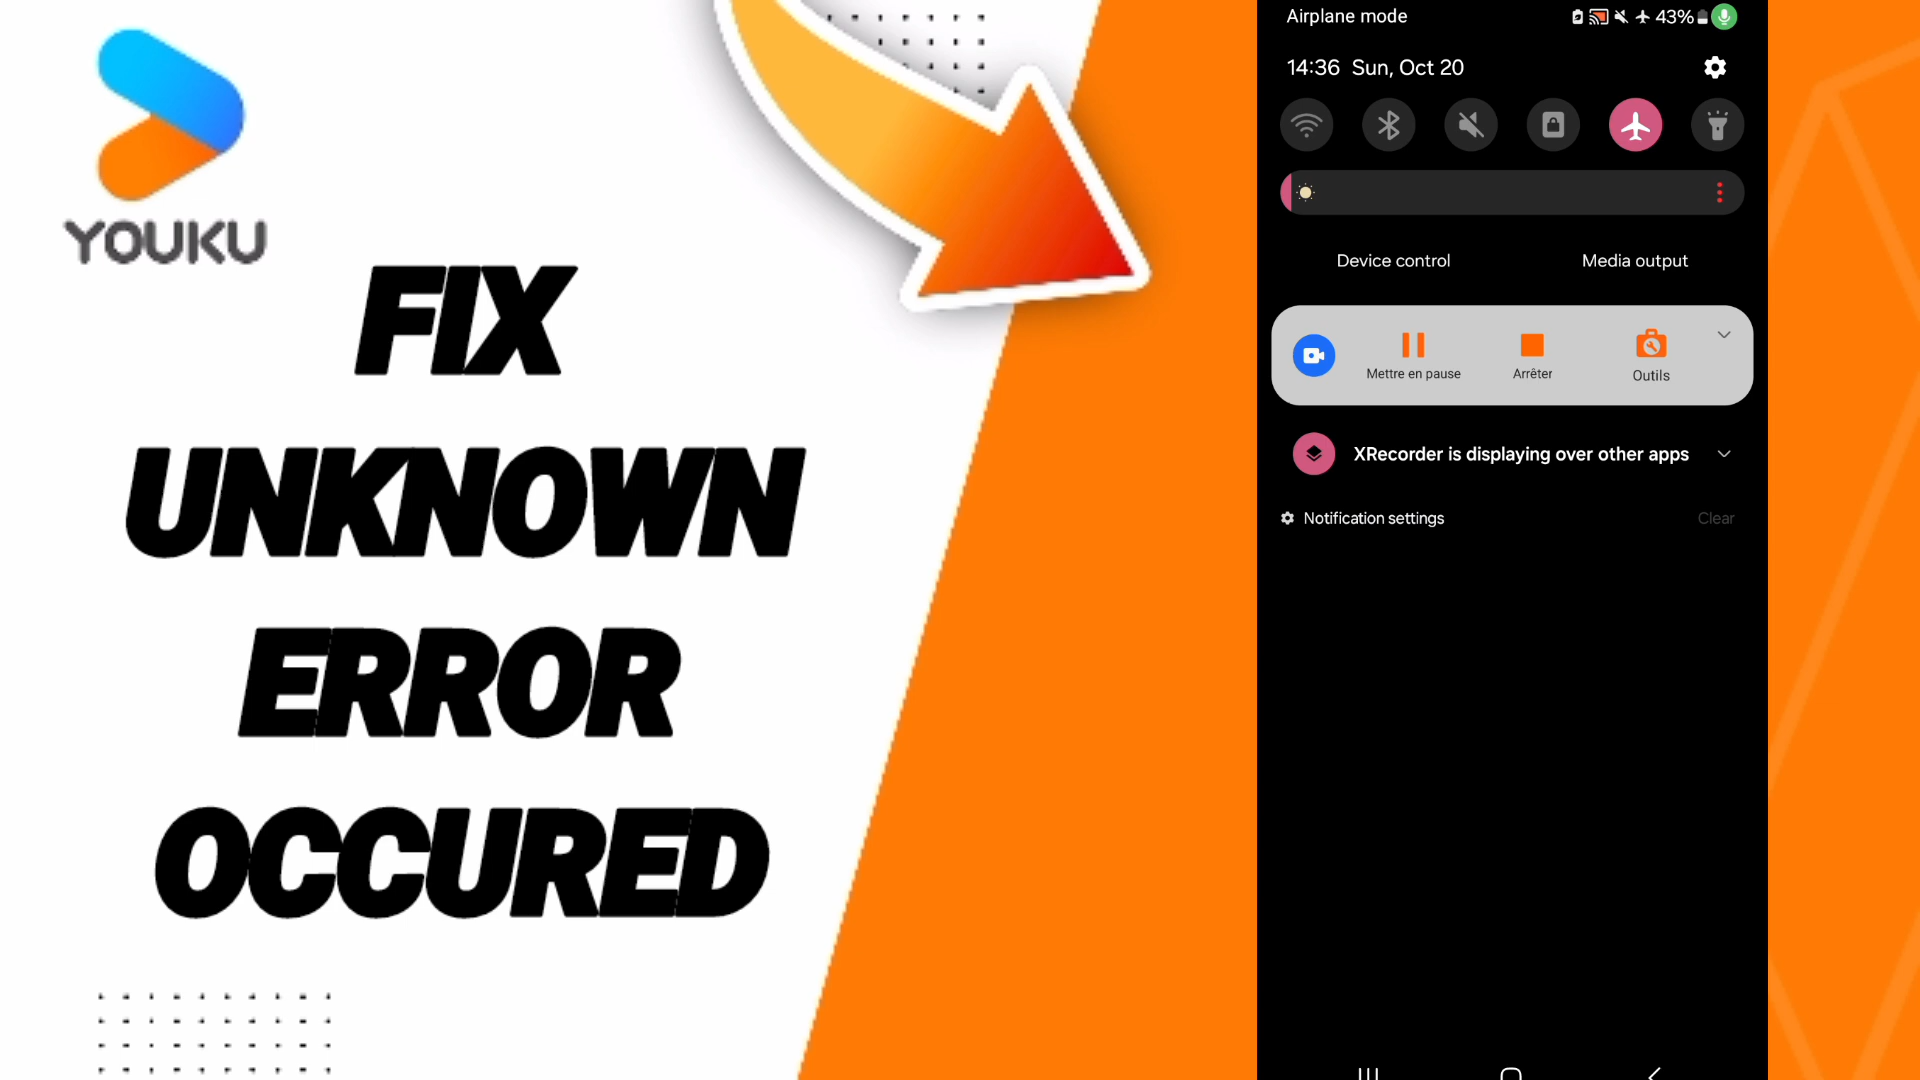 YOUKU
FIX
UNKNOWN
ERROR
OCCURED
Airplane mode
43%
14:36 Sun, Oct 20
Device control
Media output
Mettre en pause
Arrêter
Outils
XRecorder is displaying over other apps
Notification settings
Clear